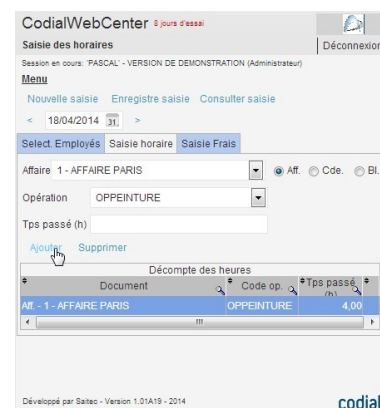 CodialWebCenter 8 jours d'essai
Saisie des horaires Déconnexion
Session en cours: 'PASCAL' - VERSION DE DEMONSTRATION (Administrateur)
Menu
Nouvelle saisie Enregistre saisie Consulter saisie
< 18/04/2014 31 >
Select. Employés Saisie horaire Saisie Frais
Affaire 1 - AFFAIRE PARIS Aff. Cde. Bl.
Opération OPPEINTURE
Tps passé (h)
Ajouter Supprimer
Décompte des heures
Document Code op. Tps passé (h)
Aff. - 1 - AFFAIRE PARIS OPPEINTURE 4,00
Développé par Saitec - Version 1.01A19 - 2014 codial